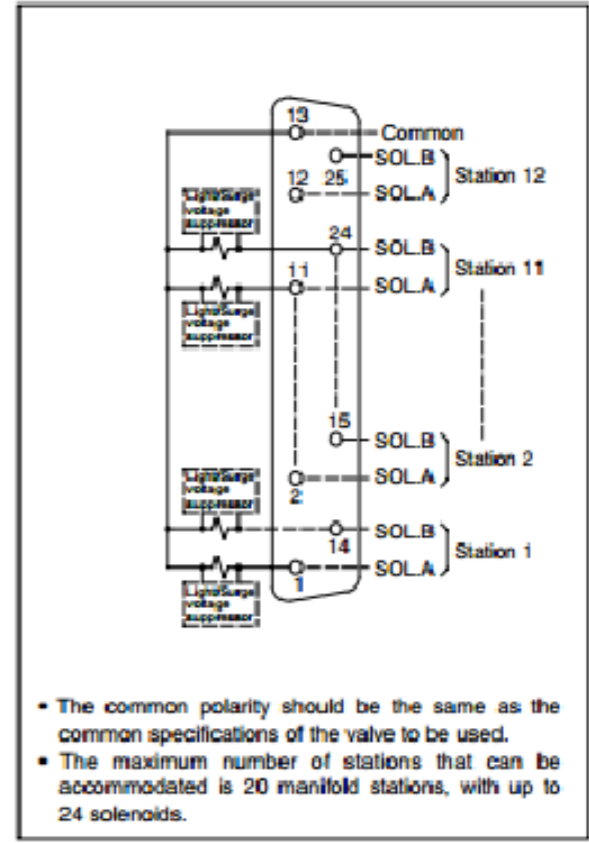 13
Common
SOL.B
12 25
Station 12
SOL.A
Light/Surge
voltage
suppressor
24
SOL.B
11
Station 11
SOL.A
Light/Surge
voltage
suppressor
15
SOL.B
Station 2
Light/Surge
voltage
suppressor
SOL.A
2
SOL.B
14
Station 1
SOL.A
1
Light/Surge
voltage
suppressor
• The common polarity should be the same as the
common specifications of the valve to be used.
• The maximum number of stations that can be
accommodated is 20 manifold stations, with up to
24 solenoids.